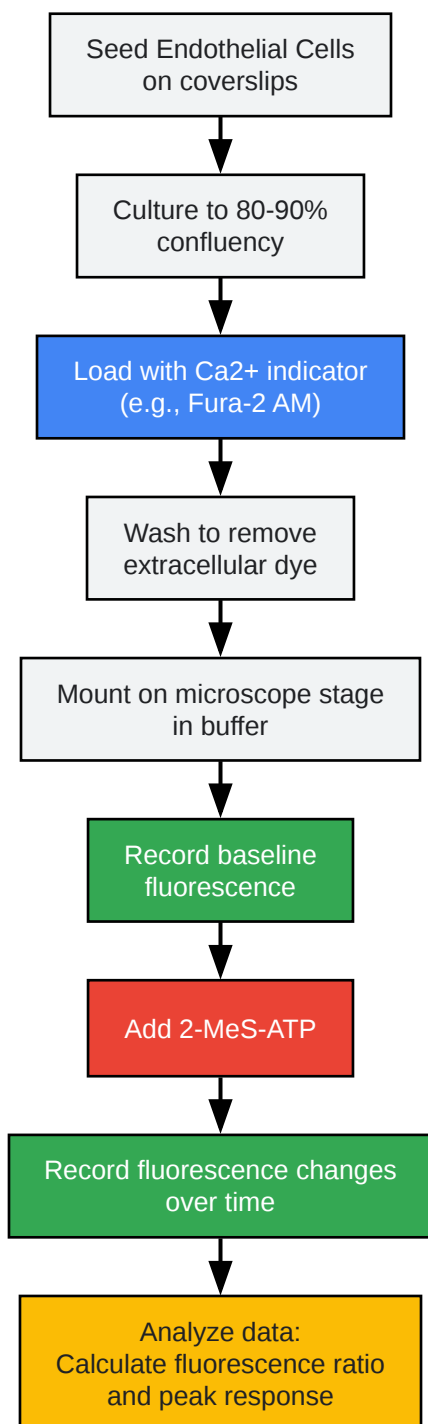 Seed Endothelial Cells
on coverslips
Culture to 80-90%
confluency
Load with Ca2+ indicator
(e.g., Fura-2 AM)
Wash to remove
extracellular dye
Mount on microscope stage
in buffer
Record baseline
fluorescence
Add 2-MeS-ATP
Record fluorescence changes
over time
Analyze data:
Calculate fluorescence ratio
and peak response